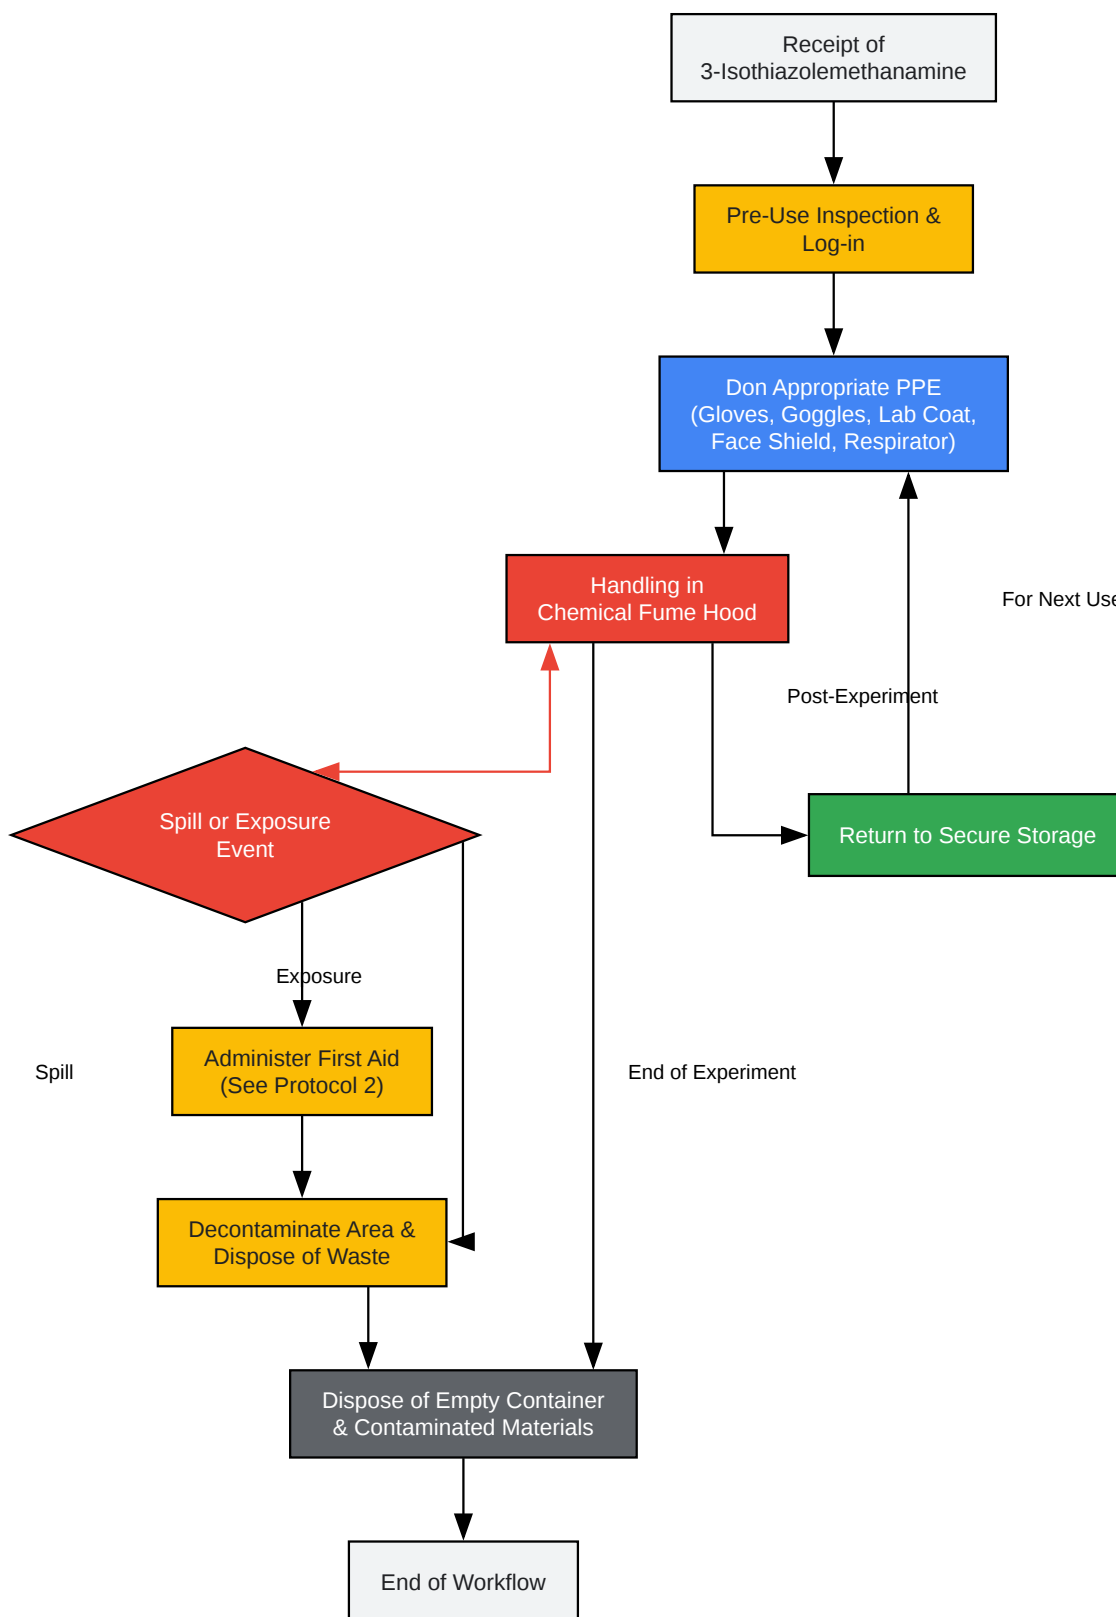 Receipt of
3-Isothiazolemethanamine
Pre-Use Inspection &
Log-in
Don Appropriate PPE
(Gloves, Goggles, Lab Coat,
Face Shield, Respirator)
Handling in
Chemical Fume Hood
For Next Use
Post-Experiment
Spill or Exposure
Event
Return to Secure Storage
Exposure
Administer First Aid
(See Protocol 2)
Spill
End of Experiment
Decontaminate Area &
Dispose of Waste
Dispose of Empty Container
& Contaminated Materials
End of Workflow